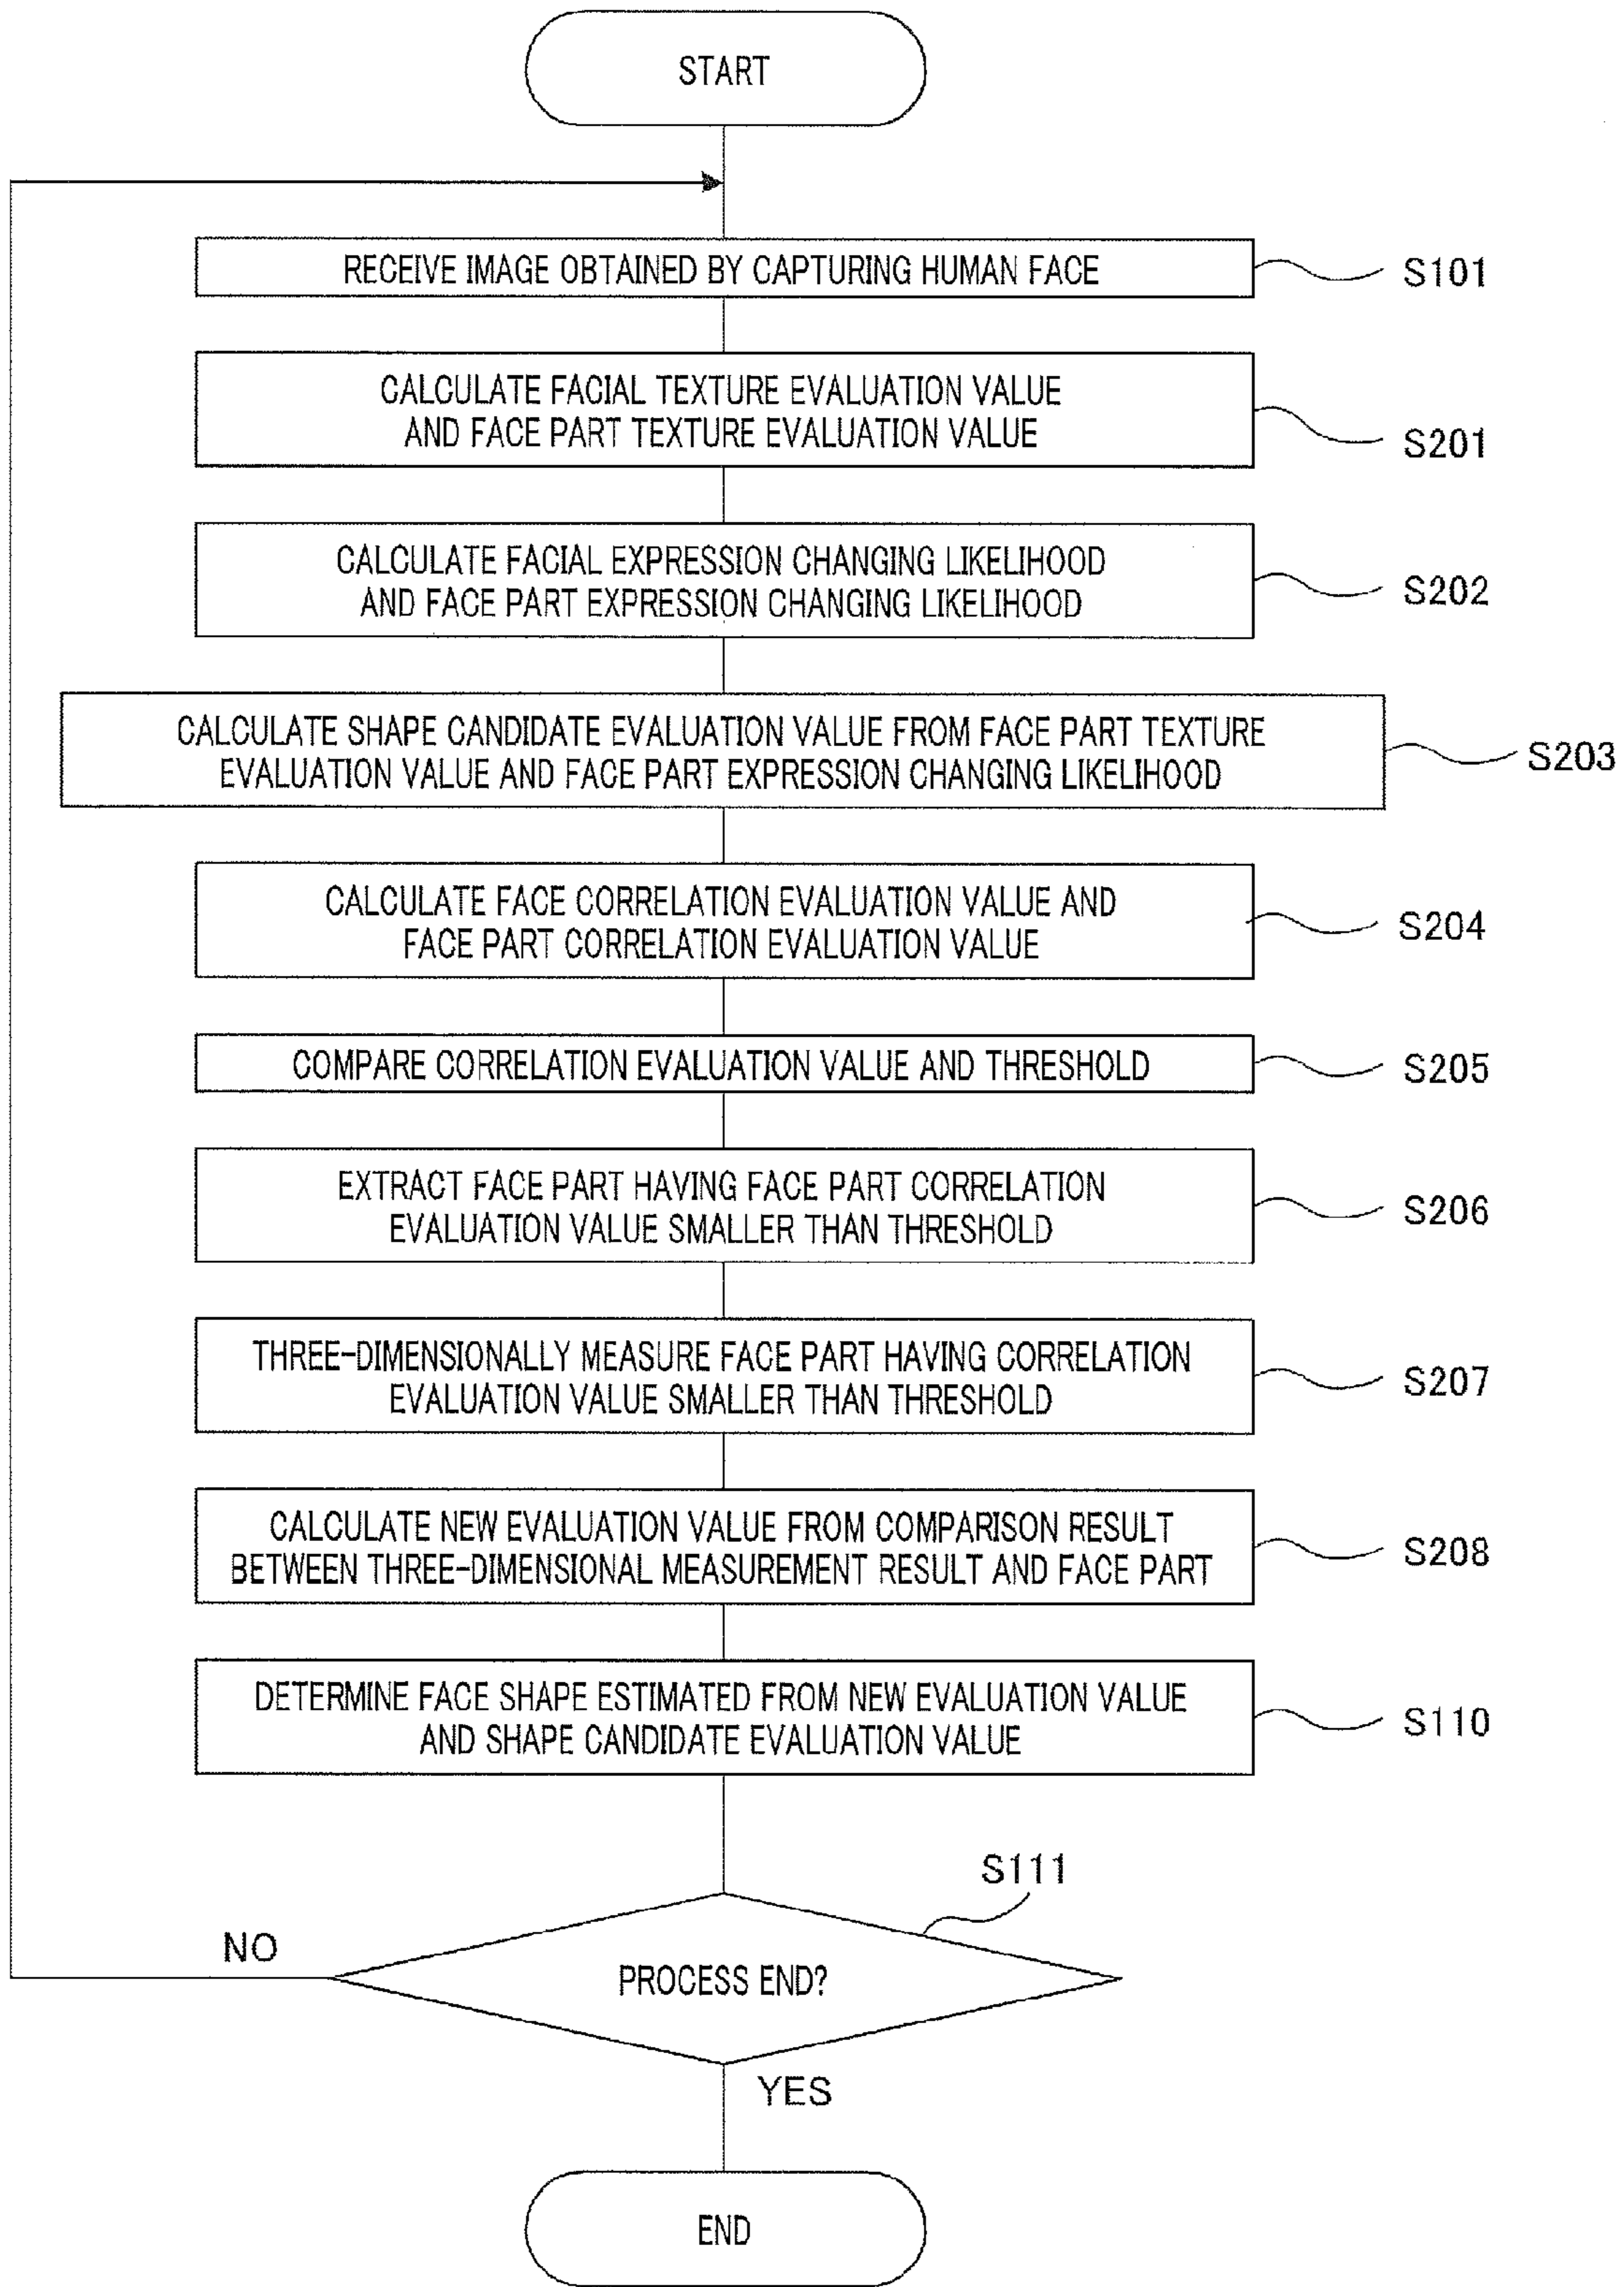 START
RECEIVE IMAGE OBTAINED BY CAPTURING HUMAN FACE
S101
CALCULATE FACIAL TEXTURE EVALUATION VALUE
AND FACE PART TEXTURE EVALUATION VALUE
S201
CALCULATE FACIAL EXPRESSION CHANGING LIKELIHOOD
AND FACE PART EXPRESSION CHANGING LIKELIHOOD
S202
CALCULATE SHAPE CANDIDATE EVALUATION VALUE FROM FACE PART TEXTURE
EVALUATION VALUE AND FACE PART EXPRESSION CHANGING LIKELIHOOD
S203
CALCULATE FACE CORRELATION EVALUATION VALUE AND
FACE PART CORRELATION EVALUATION VALUE
S204
COMPARE CORRELATION EVALUATION VALUE AND THRESHOLD
S205
EXTRACT FACE PART HAVING FACE PART CORRELATION
EVALUATION VALUE SMALLER THAN THRESHOLD
S206
THREE-DIMENSIONALLY MEASURE FACE PART HAVING CORRELATION
EVALUATION VALUE SMALLER THAN THRESHOLD
S207
CALCULATE NEW EVALUATION VALUE FROM COMPARISON RESULT
BETWEEN THREE-DIMENSIONAL MEASUREMENT RESULT AND FACE PART
S208
DETERMINE FACE SHAPE ESTIMATED FROM NEW EVALUATION VALUE
AND SHAPE CANDIDATE EVALUATION VALUE
S110
S111
NO
PROCESS END?
YES
END